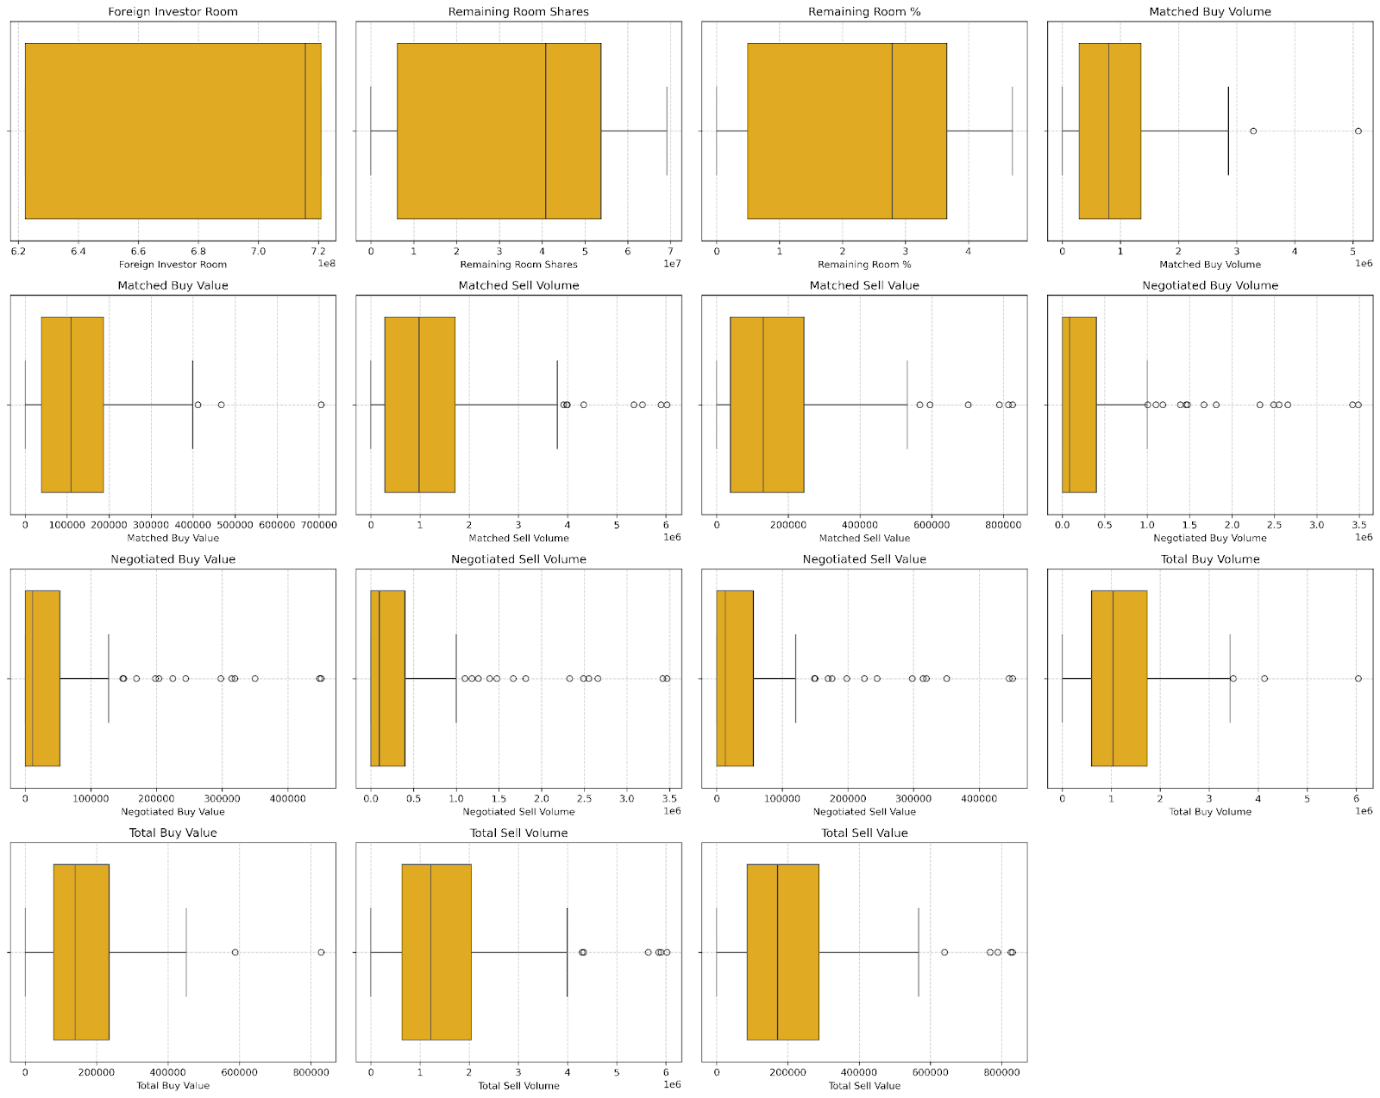 Foreign Investor Room
6.2 6.4 6.6 6.8 7.0 7.2
Foreign Investor Room
1e8
Remaining Room Shares
0 1 2 3 4 5 6 7
Remaining Room Shares
1e7
Remaining Room %
0 1 2 3 4
Remaining Room %
Matched Buy Volume
0 1 2 3 4 5
Matched Buy Volume
1e6
Matched Buy Value
0 100000 200000 300000 400000 500000 600000 700000
Matched Buy Value
Matched Sell Volume
0 1 2 3 4 5 6
Matched Sell Volume
1e6
Matched Sell Value
0 200000 400000 600000 800000
Matched Sell Value
Negotiated Buy Volume
0.0 0.5 1.0 1.5 2.0 2.5 3.0 3.5
Negotiated Buy Volume
1e6
Negotiated Buy Value
0 100000 200000 300000 400000
Negotiated Buy Value
Negotiated Sell Volume
0.0 0.5 1.0 1.5 2.0 2.5 3.0 3.5
Negotiated Sell Volume
1e6
Negotiated Sell Value
0 100000 200000 300000 400000
Negotiated Sell Value
Total Buy Volume
0 1 2 3 4 5 6
Total Buy Volume
1e6
Total Buy Value
0 200000 400000 600000 800000
Total Buy Value
Total Sell Volume
0 1 2 3 4 5 6
Total Sell Volume
1e6
Total Sell Value
0 200000 400000 600000 800000
Total Sell Value